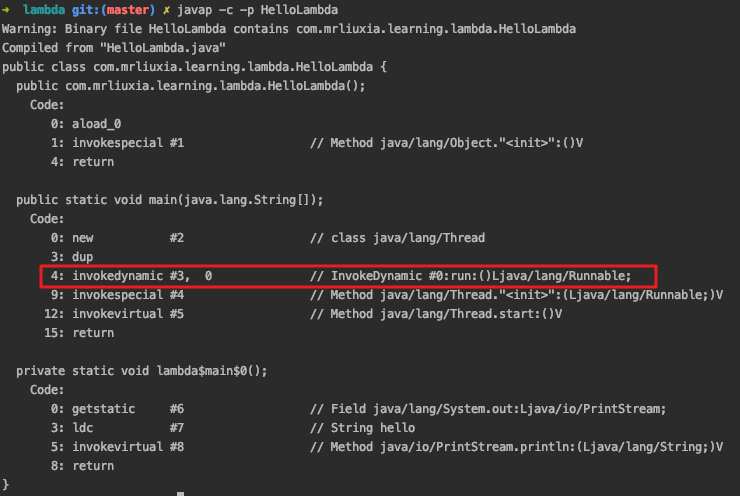 ➜  lambda git:(master) ✗ javap -c -p HelloLambda
Warning: Binary file HelloLambda contains com.mrliuxia.learning.lambda.HelloLambda
Compiled from "HelloLambda.java"
public class com.mrliuxia.learning.lambda.HelloLambda {
  public com.mrliuxia.learning.lambda.HelloLambda();
    Code:
       0: aload_0
       1: invokespecial #1                  // Method java/lang/Object."<init>":()V
       4: return

  public static void main(java.lang.String[]);
    Code:
       0: new           #2                  // class java/lang/Thread
       3: dup
       4: invokedynamic #3,  0              // InvokeDynamic #0:run:()Ljava/lang/Runnable;
       9: invokespecial #4                  // Method java/lang/Thread."<init>":(Ljava/lang/Runnable;)V
      12: invokevirtual #5                  // Method java/lang/Thread.start:()V
      15: return

  private static void lambda$main$0();
    Code:
       0: getstatic     #6                  // Field java/lang/System.out:Ljava/io/PrintStream;
       3: ldc           #7                  // String hello
       5: invokevirtual #8                  // Method java/io/PrintStream.println:(Ljava/lang/String;)V
       8: return
}